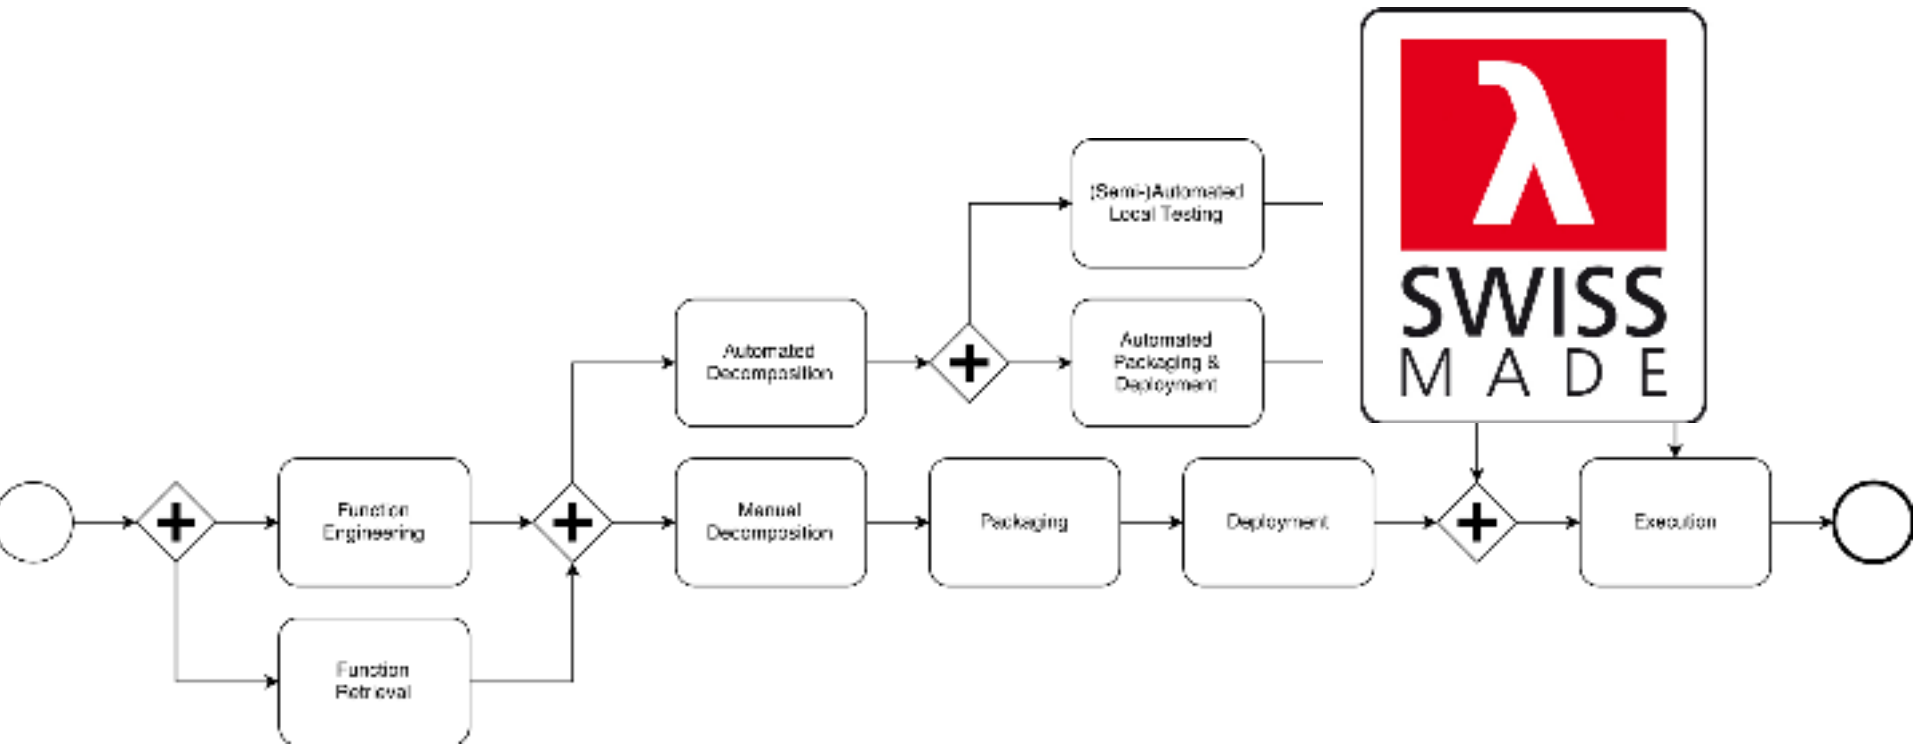 λ
SWISS
MADE
(Semi-)Automated
Local Testing
Automated
Decomposition
Automated
Packaging &
Deployment
Function
Engineering
Manual
Decomposition
Packaging
Deployment
Execution
Function
Retrieval